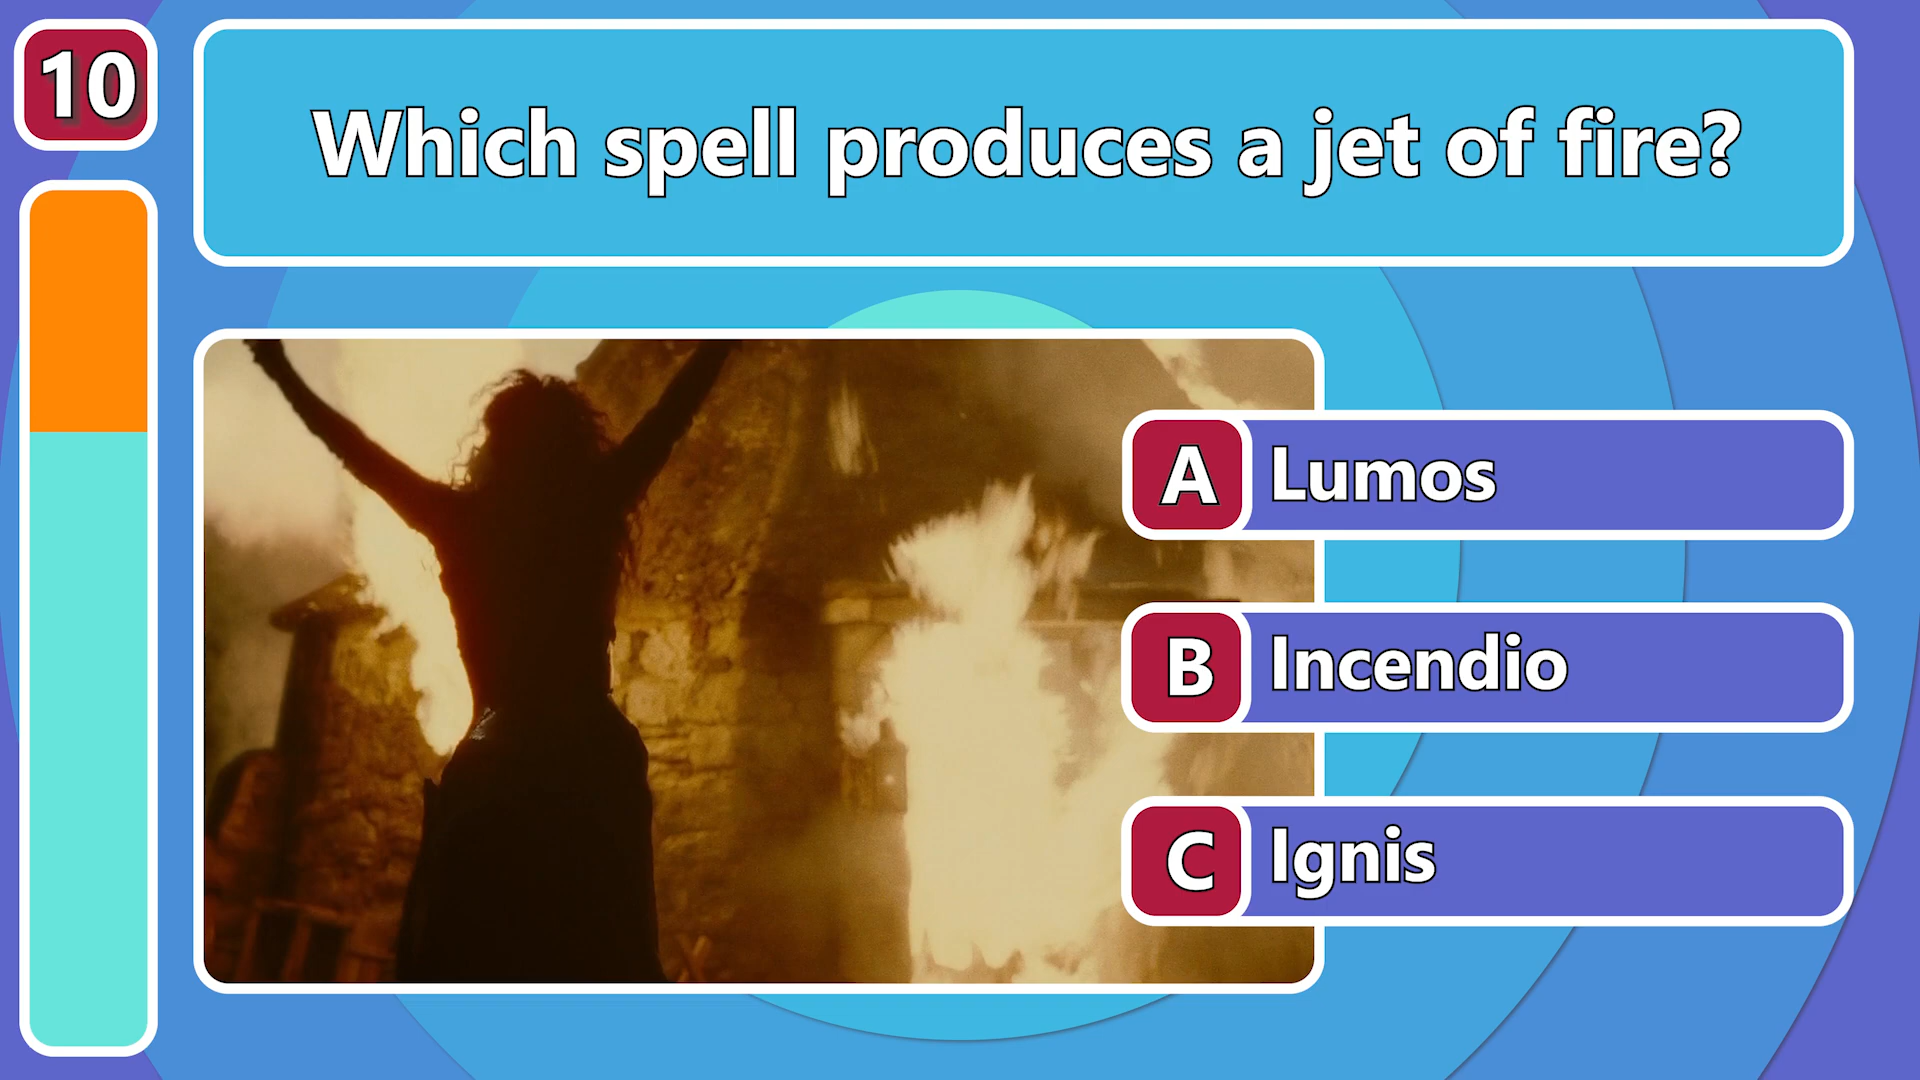 10
Which spell produces a jet of fire?
A Lumos
B Incendio
C Ignis